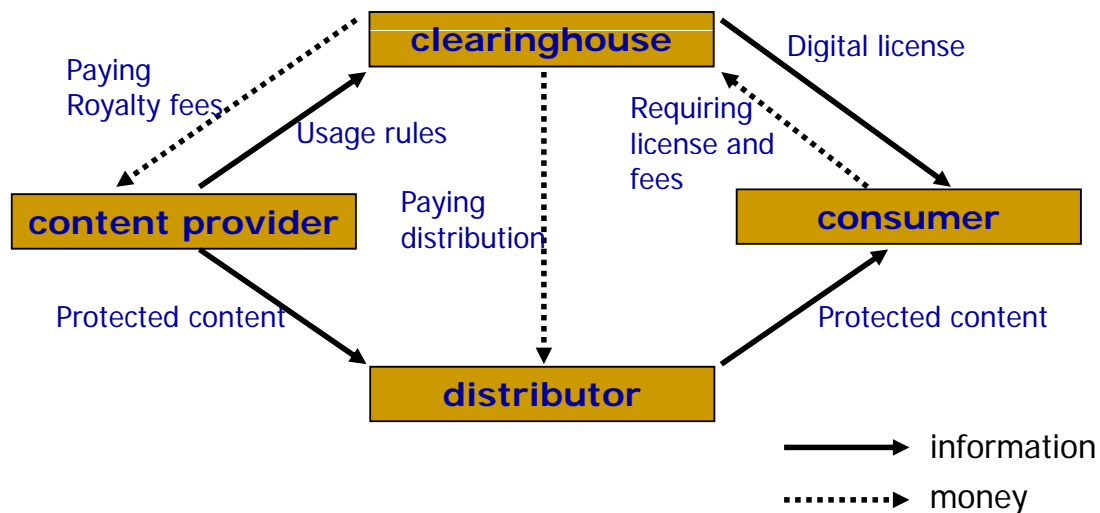 clearinghouse
Digital license
Paying
Royalty fees
Requiring
license and
fees
Usage rules
content provider
Paying
distribution
consumer
Protected content
Protected content
distributor
information
money